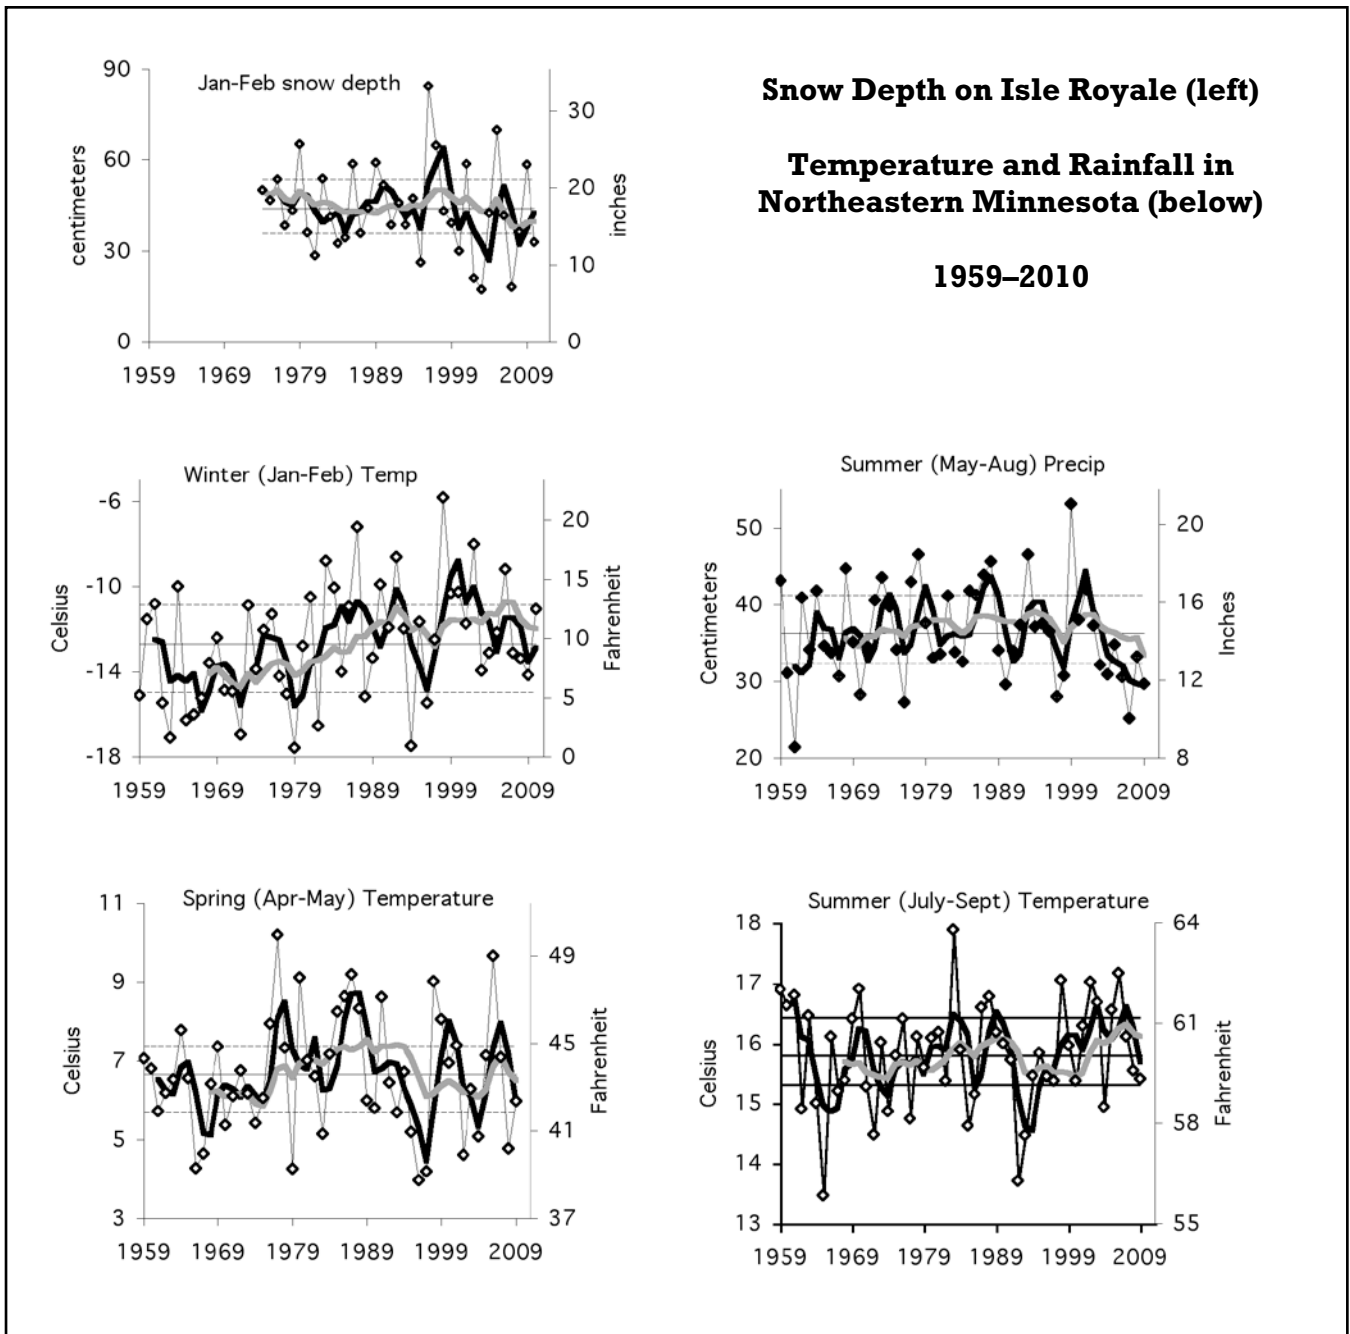 Jan-Feb snow depth
90
60
30
0
centimeters
30
20
10
0
inches
1959 1969 1979 1989 1999 2009
Snow Depth on Isle Royale (left)
Temperature and Rainfall in
Northeastern Minnesota (below)
1959–2010
Winter (Jan-Feb) Temp
-6
-10
-14
-18
Celsius
20
15
10
5
0
Fahrenheit
1959 1969 1979 1989 1999 2009
Summer (May-Aug) Precip
50
40
30
20
Centimeters
20
16
12
8
Inches
1959 1969 1979 1989 1999 2009
Spring (Apr-May) Temperature
11
9
7
5
3
Celsius
49
45
41
37
Fahrenheit
1959 1969 1979 1989 1999 2009
Summer (July-Sept) Temperature
18
17
16
15
14
13
Celsius
64
61
58
55
Fahrenheit
1959 1969 1979 1989 1999 2009